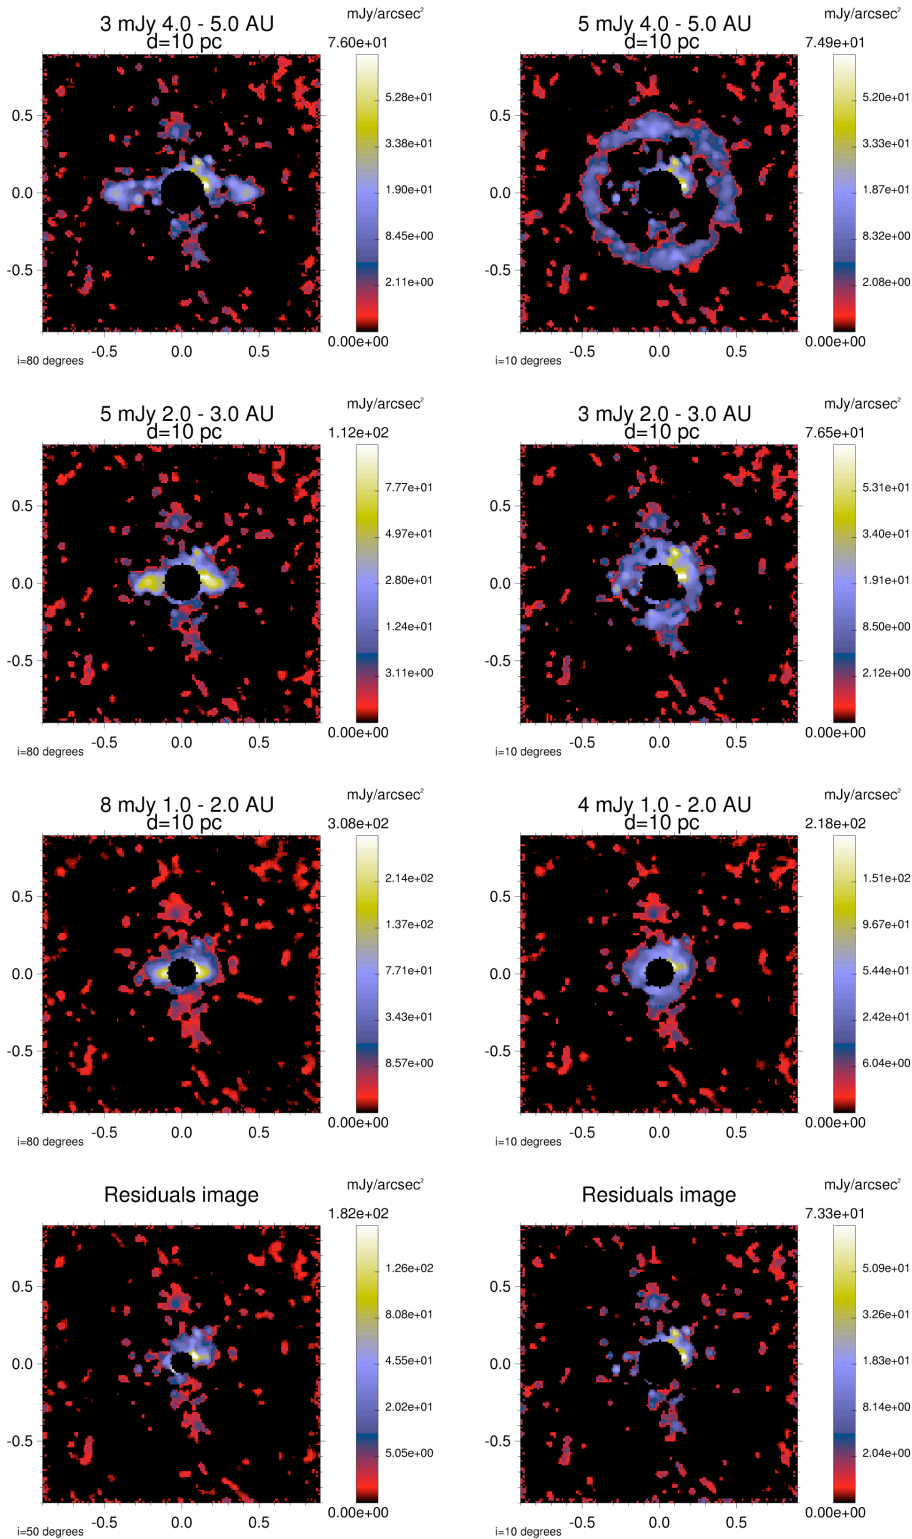 3 mJy 4.0 - 5.0 AU
d=10 pc
mJy/arcsec²
7.60e+01
5.28e+01
3.38e+01
1.90e+01
8.45e+00
2.11e+00
0.00e+00
0.5
0.0
-0.5
-0.5 0.0 0.5
i=80 degrees
5 mJy 4.0 - 5.0 AU
d=10 pc
mJy/arcsec²
7.49e+01
5.20e+01
3.33e+01
1.87e+01
8.32e+00
2.08e+00
0.00e+00
0.5
0.0
-0.5
-0.5 0.0 0.5
i=10 degrees
5 mJy 2.0 - 3.0 AU
d=10 pc
mJy/arcsec²
1.12e+02
7.77e+01
4.97e+01
2.80e+01
1.24e+01
3.11e+00
0.00e+00
0.5
0.0
-0.5
-0.5 0.0 0.5
i=80 degrees
3 mJy 2.0 - 3.0 AU
d=10 pc
mJy/arcsec²
7.65e+01
5.31e+01
3.40e+01
1.91e+01
8.50e+00
2.12e+00
0.00e+00
0.5
0.0
-0.5
-0.5 0.0 0.5
i=10 degrees
8 mJy 1.0 - 2.0 AU
d=10 pc
mJy/arcsec²
3.08e+02
2.14e+02
1.37e+02
7.71e+01
3.43e+01
8.57e+00
0.00e+00
0.5
0.0
-0.5
-0.5 0.0 0.5
i=80 degrees
4 mJy 1.0 - 2.0 AU
d=10 pc
mJy/arcsec²
2.18e+02
1.51e+02
9.67e+01
5.44e+01
2.42e+01
6.04e+00
0.00e+00
0.5
0.0
-0.5
-0.5 0.0 0.5
i=10 degrees
Residuals image
mJy/arcsec²
1.82e+02
1.26e+02
8.08e+01
4.55e+01
2.02e+01
5.05e+00
0.00e+00
0.5
0.0
-0.5
-0.5 0.0 0.5
i=50 degrees
Residuals image
mJy/arcsec²
7.33e+01
5.09e+01
3.26e+01
1.83e+01
8.14e+00
2.04e+00
0.00e+00
0.5
0.0
-0.5
-0.5 0.0 0.5
i=10 degrees